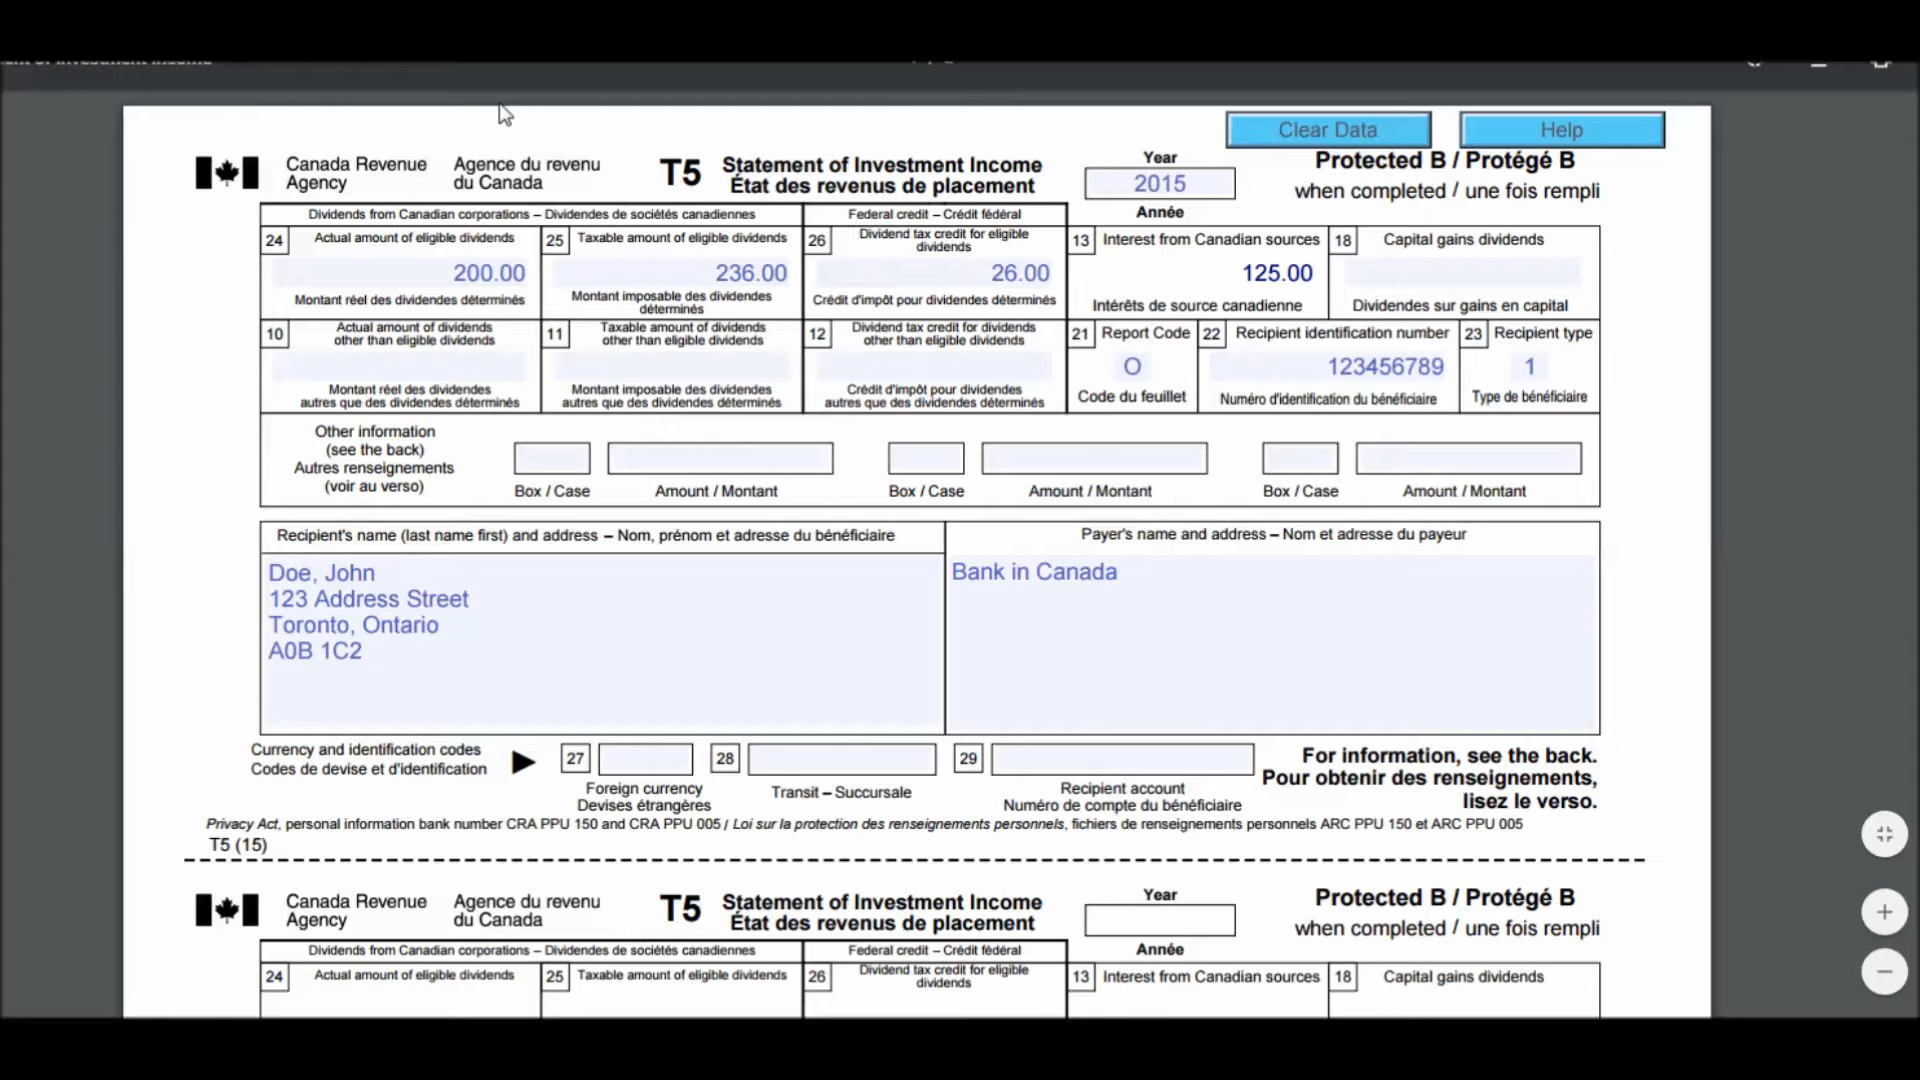 Clear Data
Help
Canada Revenue Agency
Agence du revenu du Canada
T5
Statement of Investment Income
État des revenus de placement
Year
2015
Année
Protected B / Protégé B
when completed / une fois rempli
Dividends from Canadian corporations – Dividendes de sociétés canadiennes
Federal credit – Crédit fédéral
24 Actual amount of eligible dividends
200.00
Montant réel des dividendes déterminés
25 Taxable amount of eligible dividends
236.00
Montant imposable des dividendes déterminés
26 Dividend tax credit for eligible dividends
26.00
Crédit d'impôt pour dividendes déterminés
13 Interest from Canadian sources
125.00
Intérêts de source canadienne
18 Capital gains dividends
Dividendes sur gains en capital
10 Actual amount of dividends other than eligible dividends
Montant réel des dividendes autres que des dividendes déterminés
11 Taxable amount of dividends other than eligible dividends
Montant imposable des dividendes autres que des dividendes déterminés
12 Dividend tax credit for dividends other than eligible dividends
Crédit d'impôt pour dividendes autres que des dividendes déterminés
21 Report Code
O
Code du feuillet
22 Recipient identification number
123456789
Numéro d'identification du bénéficiaire
23 Recipient type
1
Type de bénéficiaire
Other information
(see the back)
Autres renseignements
(voir au verso)
Box / Case
Amount / Montant
Box / Case
Amount / Montant
Box / Case
Amount / Montant
Recipient's name (last name first) and address – Nom, prénom et adresse du bénéficiaire
Doe, John
123 Address Street
Toronto, Ontario
A0B 1C2
Payer's name and address – Nom et adresse du payeur
Bank in Canada
Currency and identification codes
Codes de devise et d'identification
27
Foreign currency
Devises étrangères
28
Transit – Succursale
29
Recipient account
Numéro de compte du bénéficiaire
For information, see the back.
Pour obtenir des renseignements,
lisez le verso.
Privacy Act, personal information bank number CRA PPU 150 and CRA PPU 005 / Loi sur la protection des renseignements personnels, fichiers de renseignements personnels ARC PPU 150 et ARC PPU 005
T5 (15)
Canada Revenue Agency
Agence du revenu du Canada
T5
Statement of Investment Income
État des revenus de placement
Year
Année
Protected B / Protégé B
when completed / une fois rempli
Dividends from Canadian corporations – Dividendes de sociétés canadiennes
Federal credit – Crédit fédéral
24 Actual amount of eligible dividends
25 Taxable amount of eligible dividends
26 Dividend tax credit for eligible dividends
13 Interest from Canadian sources
18 Capital gains dividends